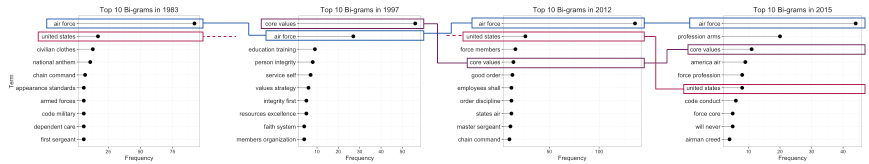 Top 10 Bi-grams in 1983
Term
air force
united states
civilian clothes
national anthem
chain command
appearance standards
armed forces
code military
dependent care
first sergeant
25 50 75
Frequency
Top 10 Bi-grams in 1997
core values
air force
education training
person integrity
service self
values strategy
integrity first
resources excellence
faith system
members organization
10 20 30 40 50
Frequency
Top 10 Bi-grams in 2012
air force
united states
force members
core values
good order
employees shall
order discipline
states air
master sergeant
chain command
50 100
Frequency
Top 10 Bi-grams in 2015
air force
profession arms
core values
america air
force profession
united states
code conduct
force core
will never
airman creed
10 20 30 40
Frequency